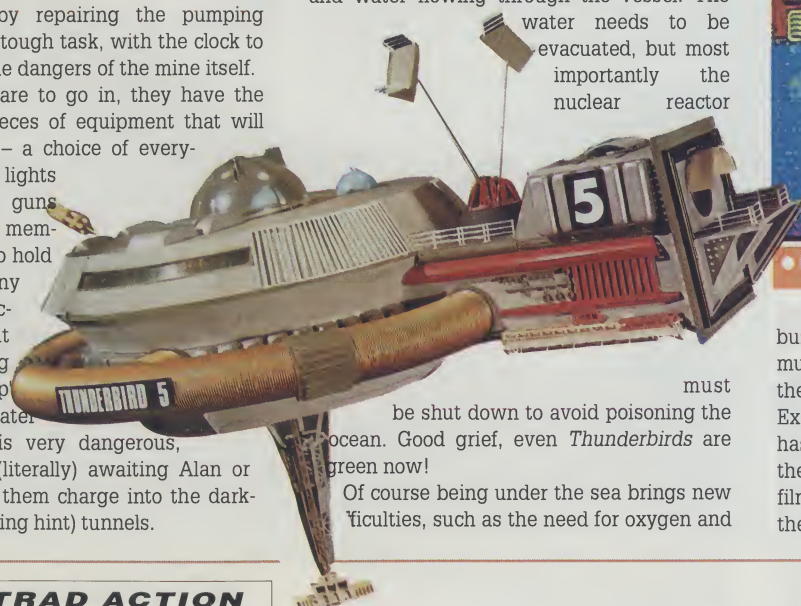 by repairing the pumping
tough task, with the clock to
e dangers of the mine itself.
are to go in, they have the
eces of equipment that will
– a choice of every-
lights
guns
mem-
o hold
ny
c-
t
g
p
ater
is very dangerous,
(literally) awaiting Alan or
them charge into the dark-
ing hint) tunnels.
TRAD ACTION
and water flowing through the vessel. The
water needs to be
evacuated, but most
importantly the
nuclear reactor
5
THUNDERBIRD 5
must
be shut down to avoid poisoning the
ocean. Good grief, even Thunderbirds are
green now!
Of course being under the sea brings new
ficulties, such as the need for oxygen and
bu
mu
the
Ex
has
the
film
the